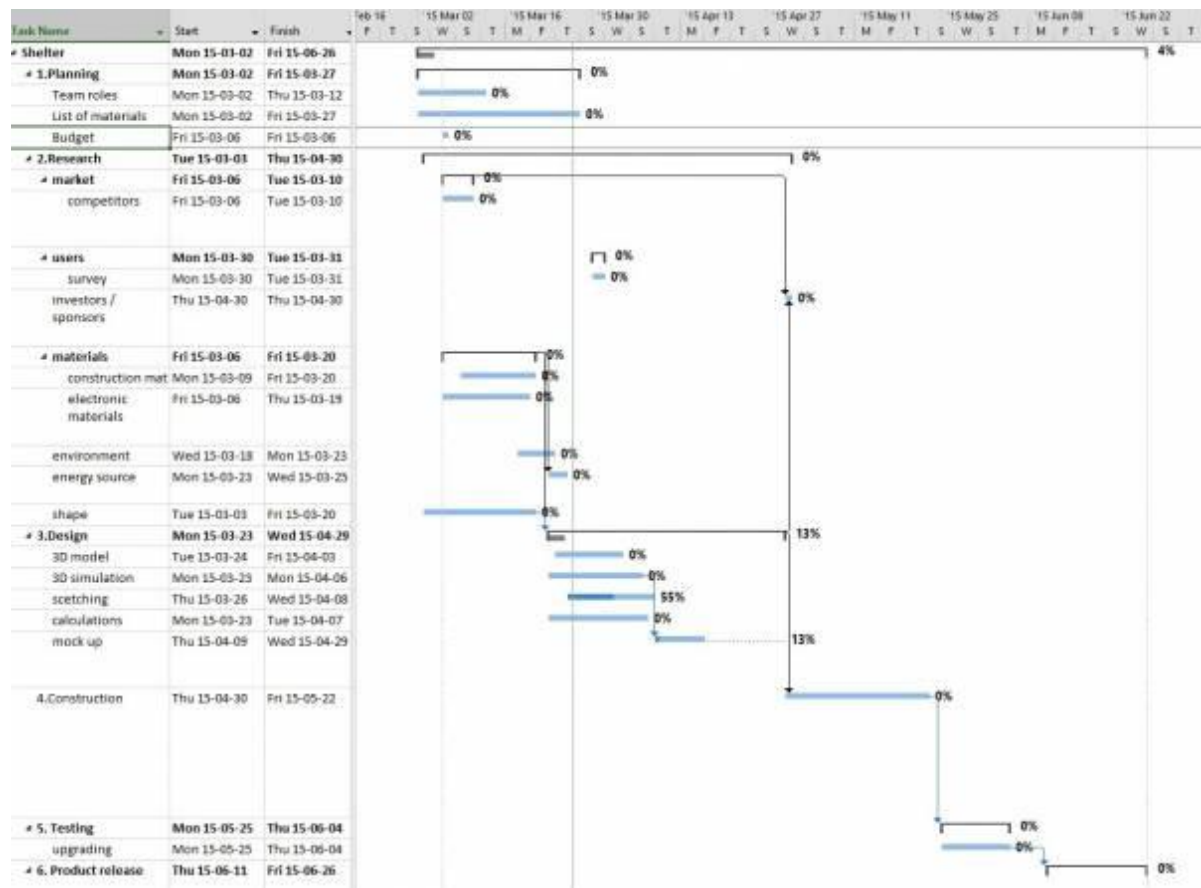 Feb 16 '15 Mar 02 '15 Mar 16 '15 Mar 30 '15 Apr 13 '15 Apr 27 '15 May 11 '15 May 25 '15 Jun 08 '15 Jun 22
Task Name Start Finish F T S W S T M F T S W S T M F T S W S T M F T S W S T M F T S W S T
Shelter Mon 15-03-02 Fri 15-06-26 4%
1.Planning Mon 15-03-02 Fri 15-03-27 0%
Team roles Mon 15-03-02 Thu 15-03-12 0%
List of materials Mon 15-03-02 Fri 15-03-27 0%
Budget Fri 15-03-06 Fri 15-03-06 0%
2.Research Tue 15-03-03 Thu 15-04-30 0%
market Fri 15-03-06 Tue 15-03-10 0%
competitors Fri 15-03-06 Tue 15-03-10 0%
users Mon 15-03-30 Tue 15-03-31 0%
survey Mon 15-03-30 Tue 15-03-31 0%
investors / Thu 15-04-30 Thu 15-04-30 0%
sponsors
materials Fri 15-03-06 Fri 15-03-20 0%
construction mat Mon 15-03-09 Fri 15-03-20 0%
electronic Fri 15-03-06 Thu 15-03-19 0%
materials
environment Wed 15-03-18 Mon 15-03-23 0%
energy source Mon 15-03-23 Wed 15-03-25 0%
shape Tue 15-03-03 Fri 15-03-20 0%
3.Design Mon 15-03-23 Wed 15-04-29 13%
3D model Tue 15-03-24 Fri 15-04-03 0%
3D simulation Mon 15-03-23 Mon 15-04-06 0%
scetching Thu 15-03-26 Wed 15-04-08 55%
calculations Mon 15-03-23 Tue 15-04-07 0%
mock up Thu 15-04-09 Wed 15-04-29 13%
4.Construction Thu 15-04-30 Fri 15-05-22 0%
5. Testing Mon 15-05-25 Thu 15-06-04 0%
upgrading Mon 15-05-25 Thu 15-06-04 0%
6. Product release Thu 15-06-11 Fri 15-06-26 0%